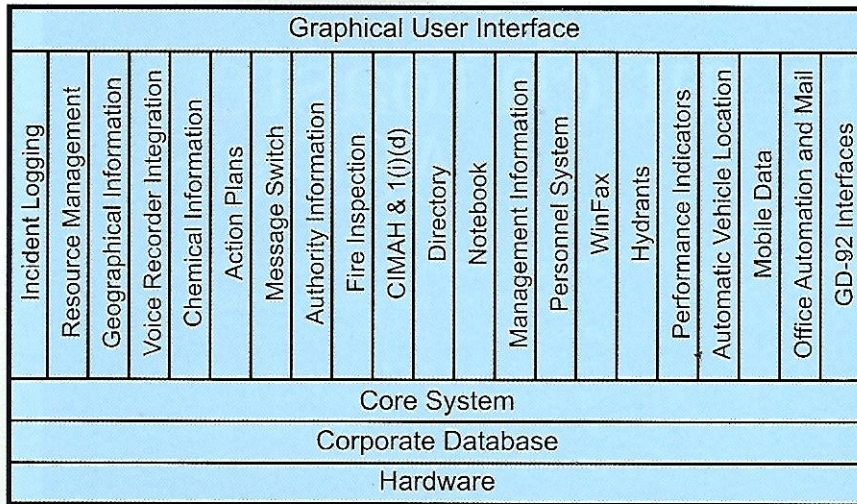 Graphical User Interface
Incident Logging
Resource Management
Geographical Information
Voice Recorder Integration
Chemical Information
Action Plans
Message Switch
Authority Information
Fire Inspection
CIMAH & 1(i)(d)
Directory
Notebook
Management Information
Personnel System
WinFax
Hydrants
Performance Indicators
Automatic Vehicle Location
Mobile Data
Office Automation and Mail
GD-92 Interfaces
Core System
Corporate Database
Hardware